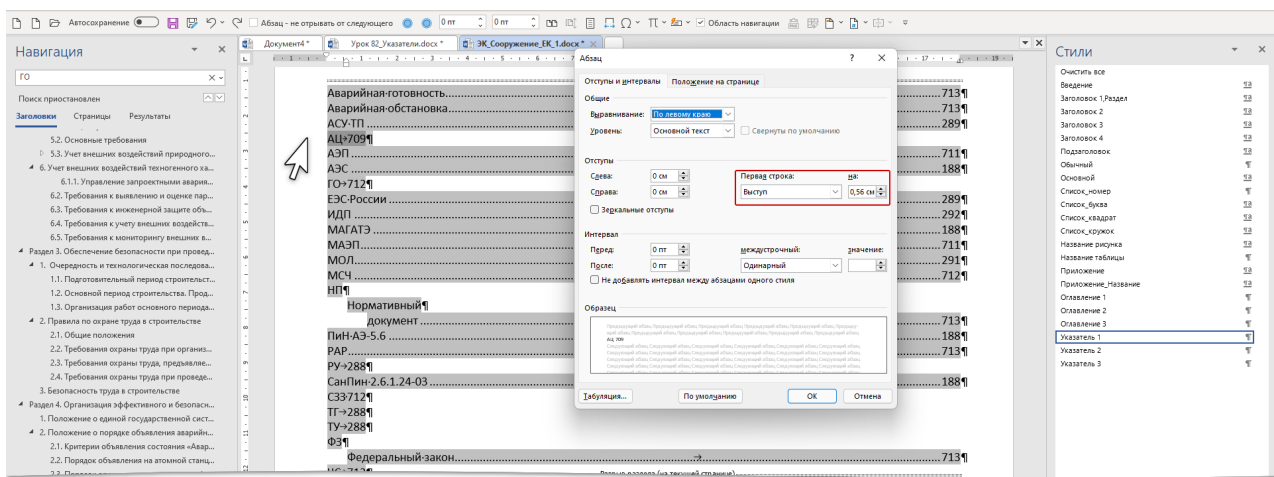 Автосохранение
Абзац - не отрывать от следующего
0 пт
0 пт
Область навигации
Навигация
ГО
Поиск приостановлен
Заголовки Страницы Результаты
5.2. Основные требования
5.3. Учет внешних воздействий природного...
6. Учет внешних воздействий техногенного ха...
6.1.1. Управление запроектными авария...
6.2. Требования к выявлению и оценке пар...
6.3. Требования к инженерной защите объ...
6.4. Требования к учету внешних воздейств...
6.5. Требования к мониторингу внешних в...
Раздел 3. Обеспечение безопасности при провед...
1. Очередность и технологическая последова...
1.1. Подготовительный период строительст...
1.2. Основной период строительства. Прод...
1.3. Организация работ основного периода...
2. Правила по охране труда в строительстве
2.1. Общие положения
2.2. Требования охраны труда при организ...
2.3. Требования охраны труда, предъявляе...
2.4. Требования охраны труда при проведе...
3. Безопасность труда в строительстве
Раздел 4. Организация эффективного и безопасн...
1. Положение о единой государственной сист...
2. Положение о порядке объявления аварийн...
2.1. Критерии объявления состояния «Авар...
2.2. Порядок объявления на атомной станц...
Документ4 *
Урок 82_Указатели.docx *
ЭК_Сооружение_ЕК_6_1.docx *
Аварийная·готовность...713¶
Аварийная·обстановка...713¶
АСУ·ТП...289¶
АЦ→709¶
АЭП...711¶
АЭС...188¶
ГО→712¶
ЕЭС·России...289¶
ИДП...292¶
МАГАТЭ...188¶
МАЭП...711¶
МОЛ...291¶
МСЧ...712¶
НП¶
Нормативный¶
документ...713¶
ПиН·АЭ-5.6...188¶
РАР...713¶
РУ→288¶
СанПин·2.6.1.24-03...188¶
СЗЗ·712¶
ТГ→288¶
ТУ→288¶
ФЗ¶
Федеральный·закон...→...713¶
Абзац ? ×
Отступы и интервалы Положение на странице
Общие
Выравнивание: По левому краю
Уровень: Основной текст Свернуты по умолчанию
Отступы
Слева: 0 см
Справа: 0 см
Первая строка: на:
Выступ 0,56 см
Зеркальные отступы
Интервал
Перед: 0 пт
После: 0 пт
междустрочный: значение:
Одинарный
Не добавлять интервал между абзацами одного стиля
Образец
АЦ 709
Табуляция... По умолчанию ОК Отмена
Стили
Очистить все
Введение
Заголовок 1,Раздел
Заголовок 2
Заголовок 3
Заголовок 4
Подзаголовок
Обычный
Основной
Список_номер
Список_буква
Список_квадрат
Список_кружок
Название рисунка
Название таблицы
Приложение
Приложение_Название
Оглавление 1
Оглавление 2
Оглавление 3
Указатель 1
Указатель 2
Указатель 3